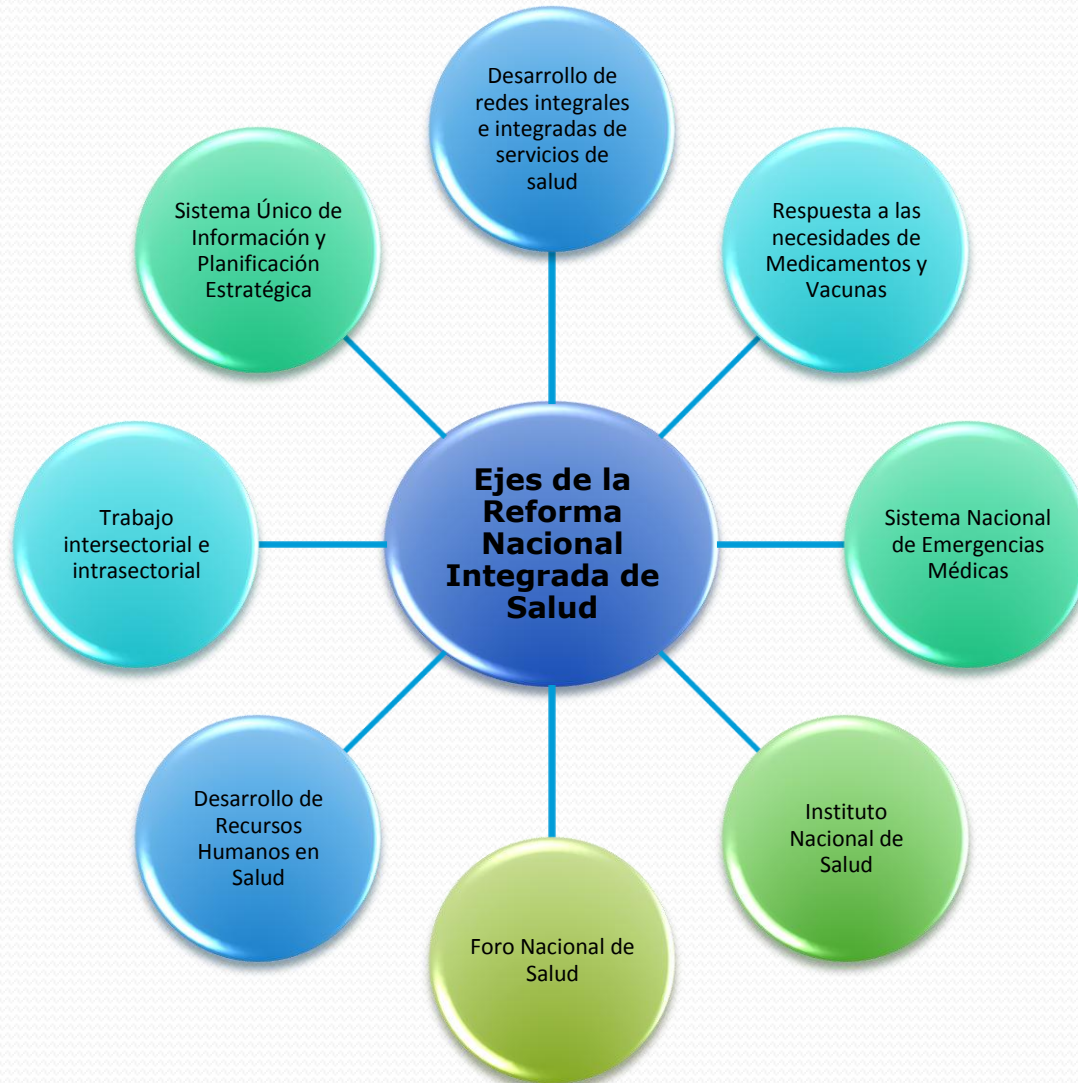 Desarrollo de
redes integrales
e integradas de
servicios de
salud
Respuesta a las
necesidades de
Medicamentos y
Vacunas
Sistema Nacional
de Emergencias
Médicas
Instituto
Nacional de
Salud
Foro Nacional de
Salud
Desarrollo de
Recursos
Humanos en
Salud
Trabajo
intersectorial e
intrasectorial
Sistema Único de
Información y
Planificación
Estratégica
Ejes de la
Reforma
Nacional
Integrada de
Salud